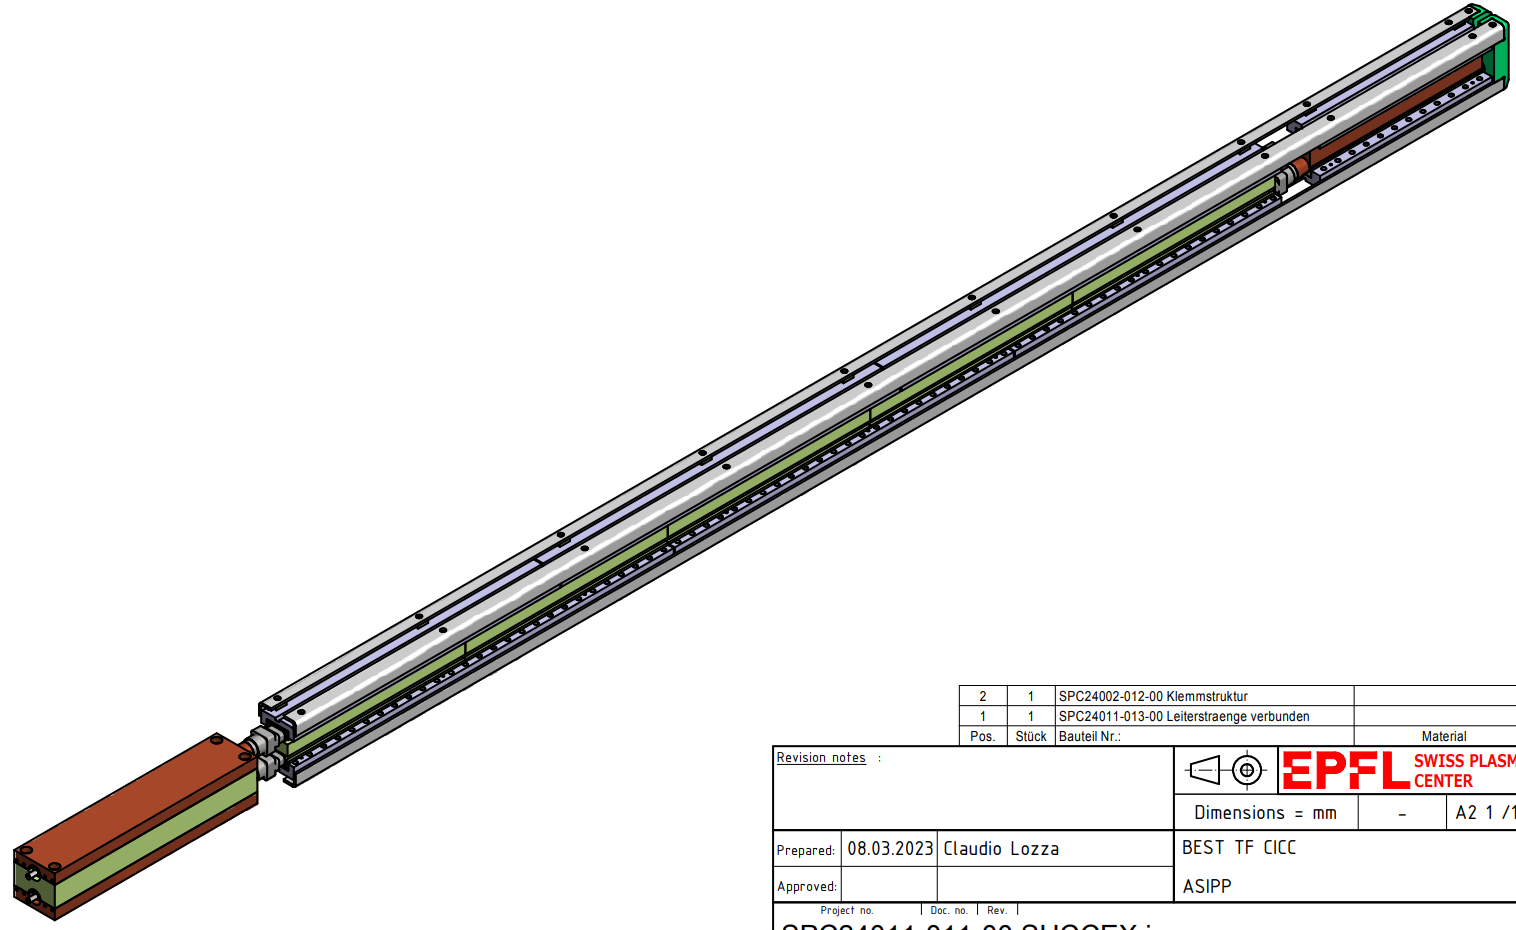 2 1 SPC24002-012-00 Klemmstruktur
1 1 SPC24011-013-00 Leiterstraenge verbunden
Pos. Stück Bauteil Nr.: Material
Revision notes :
EPFL SWISS PLASM
CENTER
Dimensions = mm - A2 1 /1
Prepared: 08.03.2023 Claudio Lozza
BEST TF CICC
Approved:
ASIPP
Project no. Doc. no. Rev.